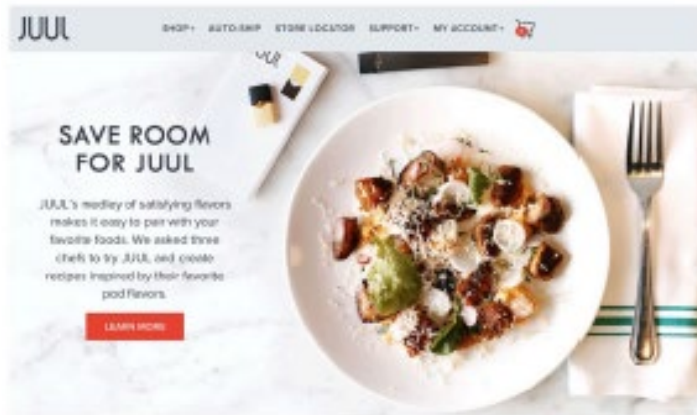 JUUL
SHOP AUTO-SHIP STORE LOCATOR SUPPORT MY ACCOUNT
JUUL
SAVE ROOM
FOR JUUL
JUUL's medley of satisfying flavors
makes it easy to pair with your
favorite foods. We asked three
chefs to try JUUL and create
recipes inspired by their favorite
pod flavors.
LEARN MORE